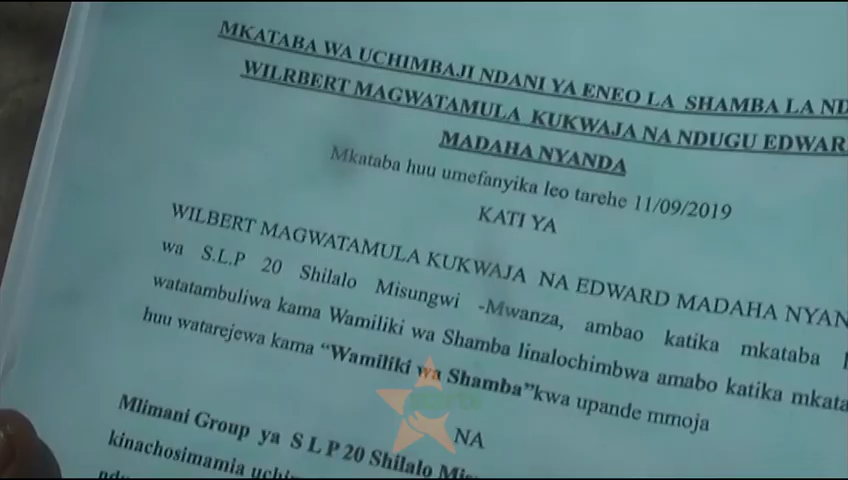 MKATABA WA UCHIMBAJI NDANI YA ENEO LA SHAMBA LA
WILRBERT MAGWATAMULA KUKWAJA NA NDUGU
MADAHA NYANDA
Mkataba huu umefanyika leo tarehe 11/09/2019
KATI YA
WILBERT MAGWATAMULA KUKWAJA NA EDWARD MADAHA
wa S.L.P 20 Shilalo Misungwi -Mwanza, ambao katika mkataba
watatambuliwa kama Wamiliki wa Shamba linalochimbwa amabo katika
huu watarejewa kama “Wamiliki wa Shamba”kwa upande mmoja
NA
Mlimani Group ya S L P 20 Shilalo
kinachosimamia